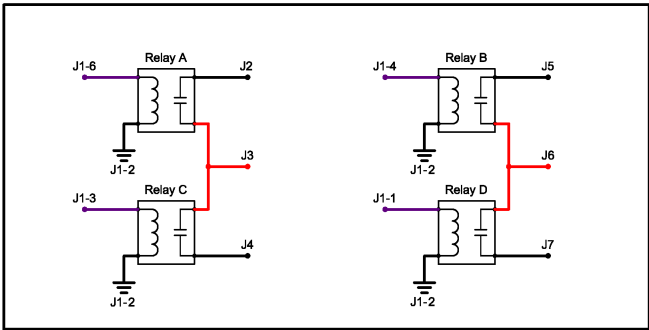 Relay A
J1-6
J2
J1-2
J3
Relay C
J1-3
J4
J1-2
Relay B
J1-4
J5
J1-2
J6
Relay D
J1-1
J7
J1-2